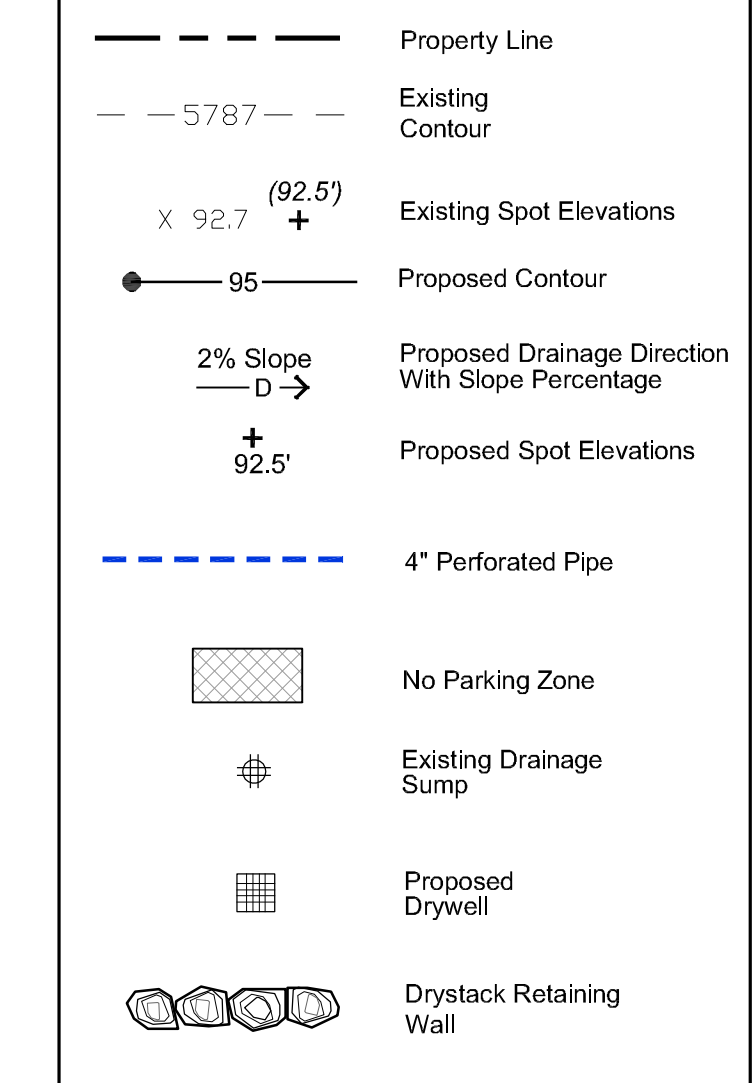 Property Line
5787
Existing
Contour
(92.5')
X 92.7
Existing Spot Elevations
95
Proposed Contour
2% Slope
D
Proposed Drainage Direction
With Slope Percentage
92.5'
Proposed Spot Elevations
4" Perforated Pipe
No Parking Zone
Existing Drainage
Sump
Proposed
Drywell
Drystack Retaining
Wall